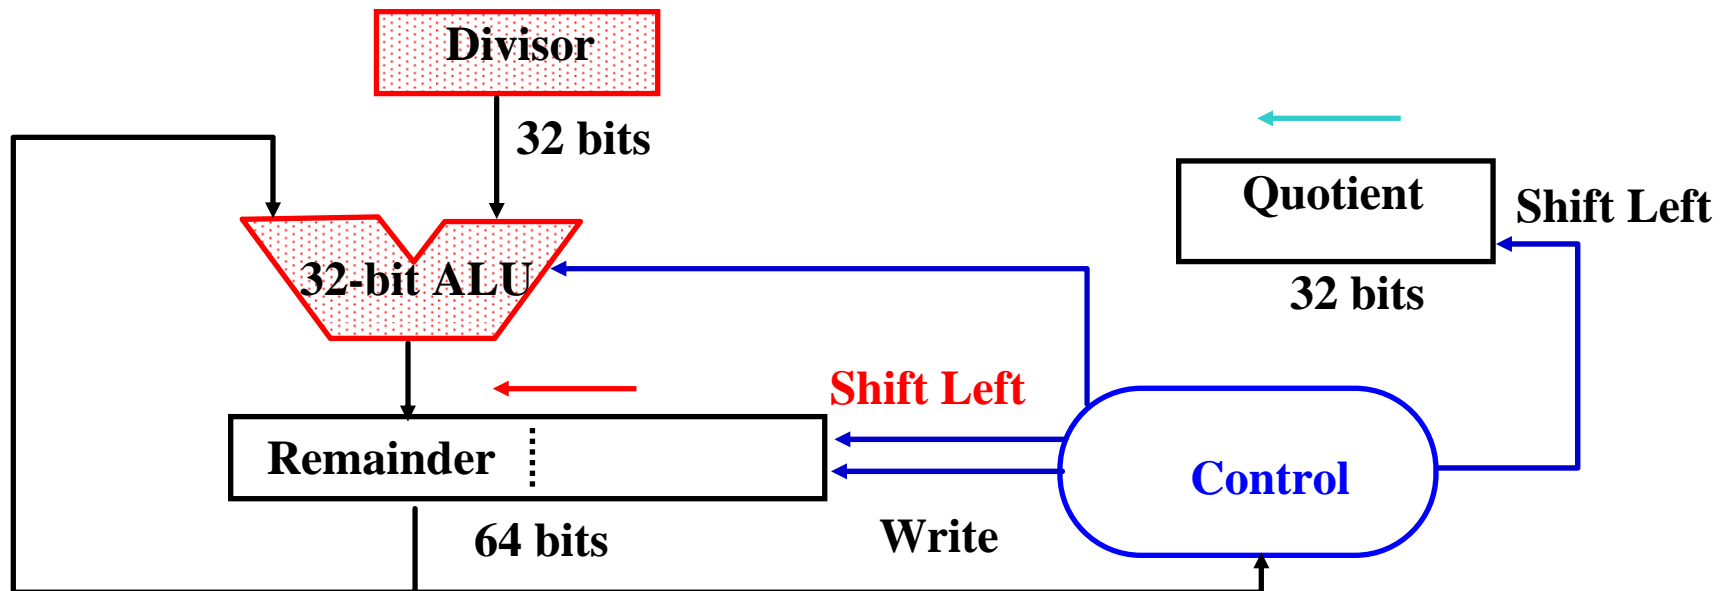 Divisor
32 bits
Quotient
Shift Left
32-bit ALU
32 bits
Shift Left
Remainder
Control
64 bits
Write